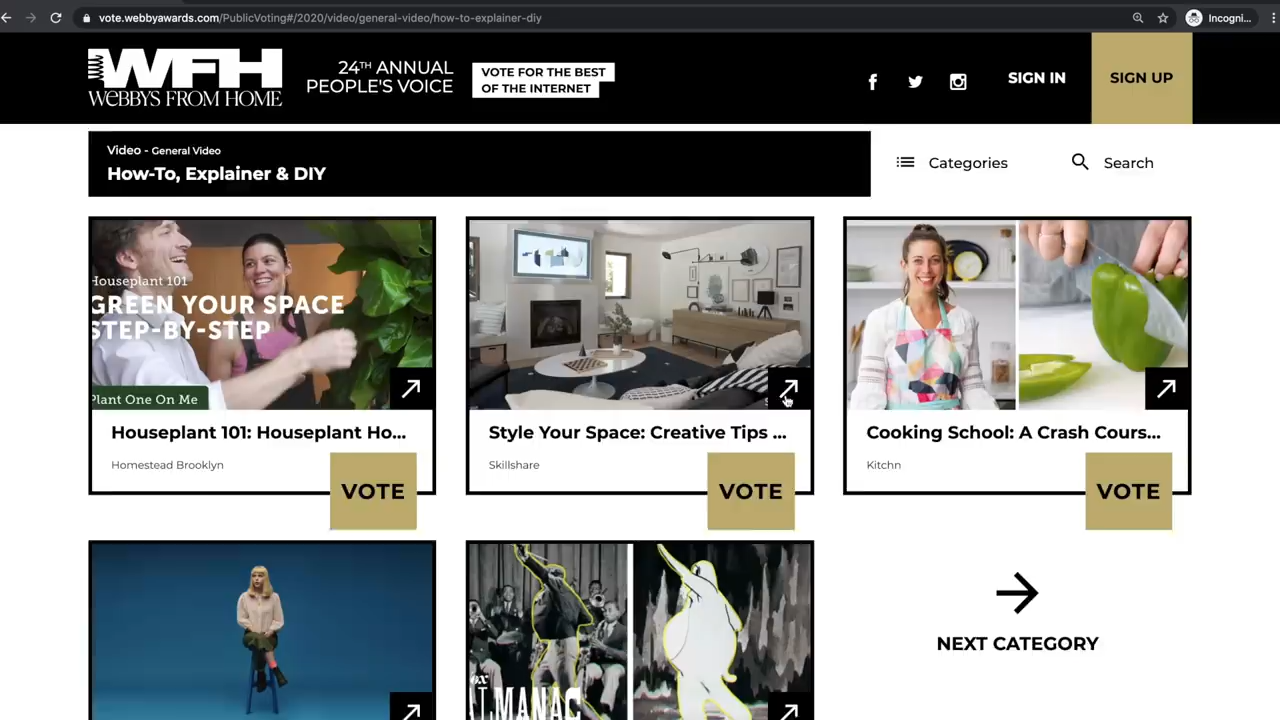 vote.webbyawards.com/PublicVoting#/2020/video/general-video/how-to-explainer-diy
Incogni...
WFH
WEBBYS FROM HOME
24TH ANNUAL
PEOPLE'S VOICE
VOTE FOR THE BEST
OF THE INTERNET
SIGN IN
SIGN UP
Video - General Video
How-To, Explainer & DIY
Categories
Search
Houseplant 101
GREEN YOUR SPACE
STEP-BY-STEP
Plant One On Me
Houseplant 101: Houseplant Ho...
Homestead Brooklyn
VOTE
Style Your Space: Creative Tips ...
Skillshare
VOTE
Cooking School: A Crash Cours...
Kitchn
VOTE
ALMANAC
NEXT CATEGORY